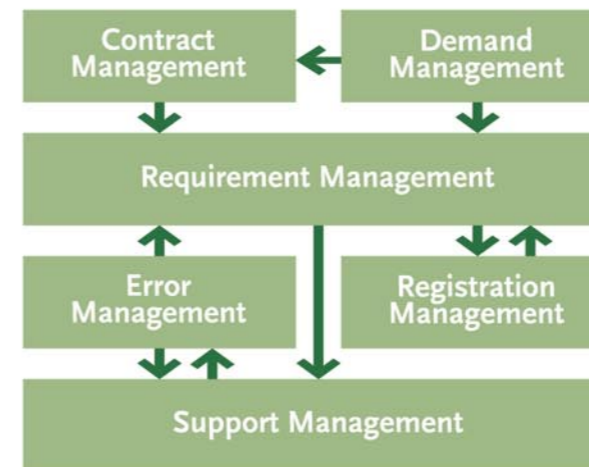 Contract
Management
Demand
Management
Requirement Management
Error
Management
Registration
Management
Support Management